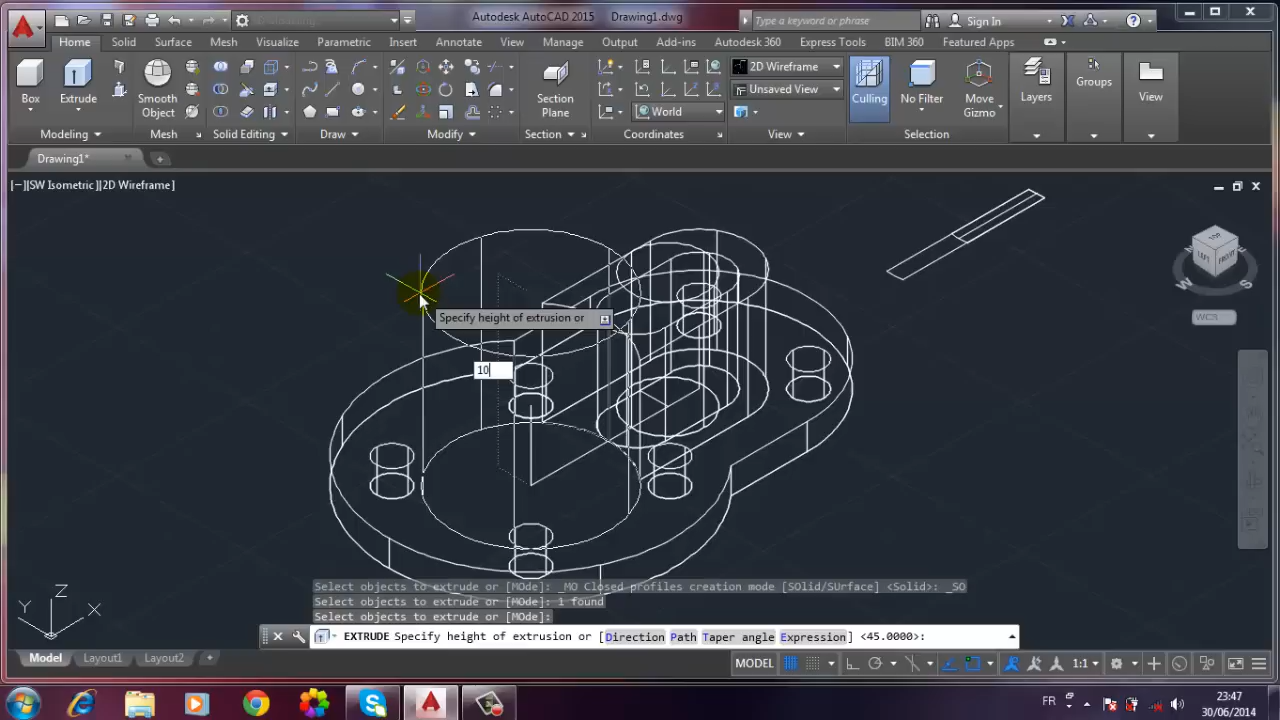 3D Modeling
Autodesk AutoCAD 2015 Drawing1.dwg
Type a keyword or phrase
Sign In
Home Solid Surface Mesh Visualize Parametric Insert Annotate View Manage Output Add-ins Autodesk 360 Express Tools BIM 360 Featured Apps
Box
Extrude
Smooth
Object
Section
Plane
World
2D Wireframe
Unsaved View
Culling
No Filter
Move
Gizmo
Layers
Groups
View
Modeling Mesh Solid Editing Draw Modify Section Coordinates View Selection
Drawing1*
[−][SW Isometric][2D Wireframe]
TOP
LEFT
FRONT
N
W
S
WCS
Specify height of extrusion or
10
Z
Y
X
Select objects to extrude or [MOde]: _MO Closed profiles creation mode [SOlid/SUrface] <Solid>: _SO
Select objects to extrude or [MOde]: 1 found
Select objects to extrude or [MOde]:
EXTRUDE Specify height of extrusion or [Direction Path Taper angle Expression] <45.0000>:
Model Layout1 Layout2 +
MODEL
1:1
FR
23:47
30/06/2014